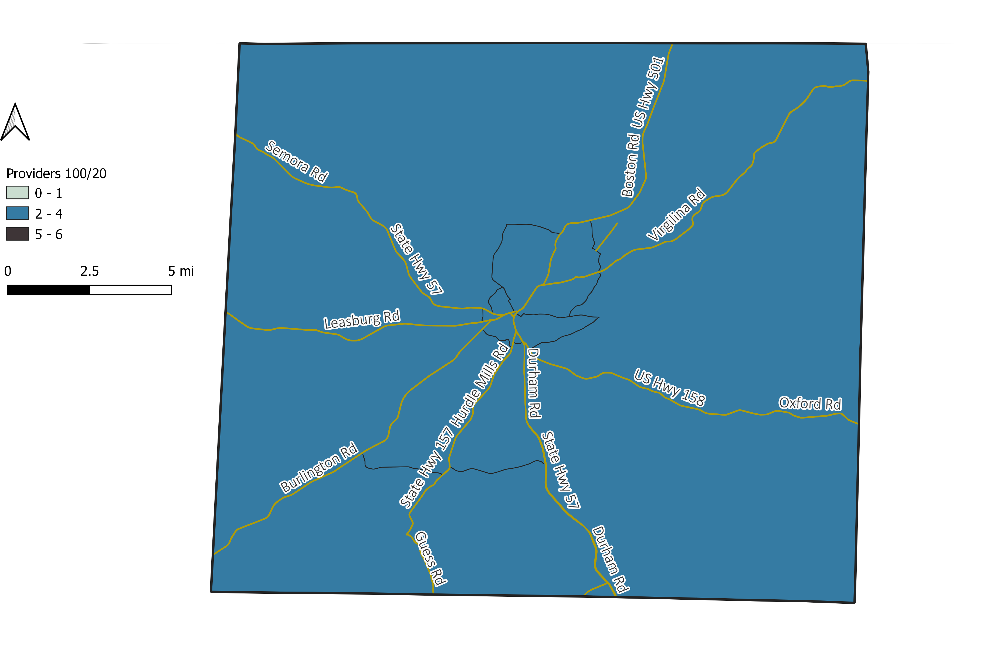 Boston Rd US Hwy 501
Semora Rd
Providers 100/20
0 - 1
2 - 4
5 - 6
Virgilina Rd
State Hwy 57
0 2.5 5 mi
Leasburg Rd
Durham Rd
State Hwy 157 Hurdle Mills Rd
US Hwy 158
Oxford Rd
State Hwy 57
Burlington Rd
Guess Rd
Durham Rd